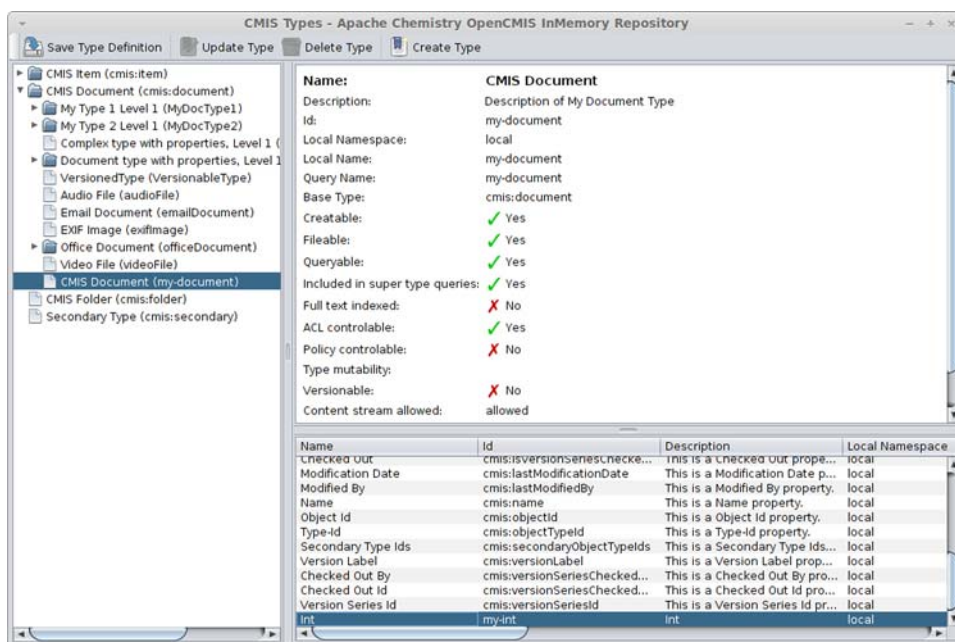 CMIS Types - Apache Chemistry OpenCMIS InMemory Repository
Save Type Definition Update Type Delete Type Create Type
CMIS Item (cmis:item)
CMIS Document (cmis:document)
My Type 1 Level 1 (MyDocType1)
My Type 2 Level 1 (MyDocType2)
Complex type with properties, Level 1 (
Document type with properties, Level 1
VersionedType (VersionableType)
Audio File (audioFile)
Email Document (emailDocument)
EXIF Image (exifImage)
Office Document (officeDocument)
Video File (videoFile)
CMIS Document (my-document)
CMIS Folder (cmis:folder)
Secondary Type (cmis:secondary)
Name: CMIS Document
Description: Description of My Document Type
Id: my-document
Local Namespace: local
Local Name: my-document
Query Name: my-document
Base Type: cmis:document
Creatable: Yes
Fileable: Yes
Queryable: Yes
Included in super type queries: Yes
Full text indexed: No
ACL controlable: Yes
Policy controlable: No
Type mutability:
Versionable: No
Content stream allowed: allowed
Name Id Description Local Namespace
Checked Out cmis:isVersionSeriesChecke... This is a Checked Out prope... local
Modification Date cmis:lastModificationDate This is a Modification Date p... local
Modified By cmis:lastModifiedBy This is a Modified By property. local
Name cmis:name This is a Name property. local
Object Id cmis:objectId This is a Object Id property. local
Type-Id cmis:objectTypeId This is a Type-Id property. local
Secondary Type Ids cmis:secondaryObjectTypeIds This is a Secondary Type Ids... local
Version Label cmis:versionLabel This is a Version Label prop... local
Checked Out By cmis:versionSeriesChecked... This is a Checked Out By pro... local
Checked Out Id cmis:versionSeriesChecked... This is a Checked Out Id pro... local
Version Series Id cmis:versionSeriesId This is a Version Series Id pr... local
Int my-int Int local